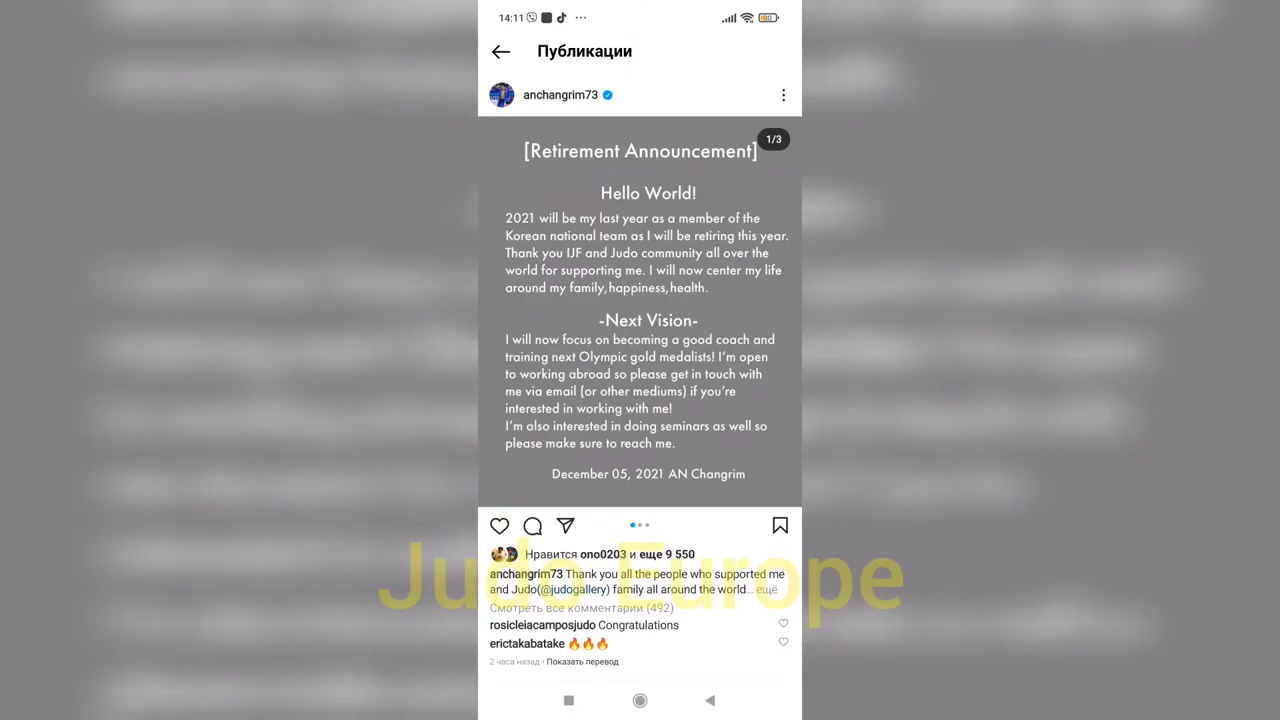 14:11
Публикации
anchangrim73
1/3
[Retirement Announcement]
Hello World!
2021 will be my last year as a member of the
Korean national team as I will be retiring this year.
Thank you IJF and Judo community all over the
world for supporting me. I will now center my life
around my family,happiness,health.
-Next Vision-
I will now focus on becoming a good coach and
training next Olympic gold medalists! I'm open
to working abroad so please get in touch with
me via email (or other mediums) if you're
interested in working with me!
I'm also interested in doing seminars as well so
please make sure to reach me.
December 05, 2021 AN Changrim
Нравится ono0203 и еще 9 550
anchangrim73 Thank you all the people who supported me
and Judo(@judogallery) family all around the world... ещё
Judo Europe
Смотреть все комментарии (492)
rosicleiacamposjudo Congratulations
erictakabatake 🔥🔥🔥
2 часа назад · Показать перевод